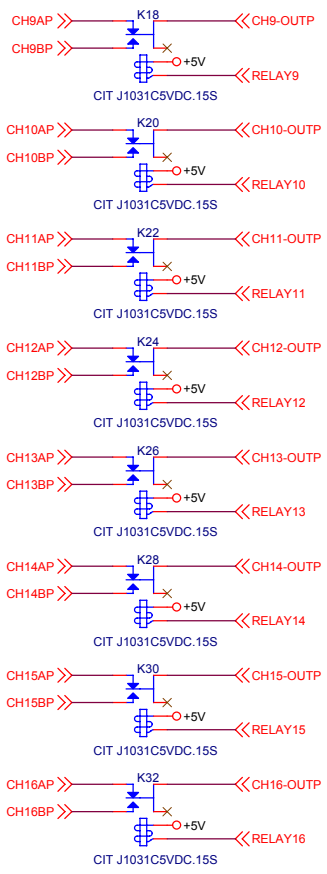 K18
CH9AP CH9-OUTP
CH9BP
+5V
RELAY9
CIT J1031C5VDC.15S
K20
CH10AP CH10-OUTP
CH10BP
+5V
RELAY10
CIT J1031C5VDC.15S
K22
CH11AP CH11-OUTP
CH11BP
+5V
RELAY11
CIT J1031C5VDC.15S
K24
CH12AP CH12-OUTP
CH12BP
+5V
RELAY12
CIT J1031C5VDC.15S
K26
CH13AP CH13-OUTP
CH13BP
+5V
RELAY13
CIT J1031C5VDC.15S
K28
CH14AP CH14-OUTP
CH14BP
+5V
RELAY14
CIT J1031C5VDC.15S
K30
CH15AP CH15-OUTP
CH15BP
+5V
RELAY15
CIT J1031C5VDC.15S
K32
CH16AP CH16-OUTP
CH16BP
+5V
RELAY16
CIT J1031C5VDC.15S